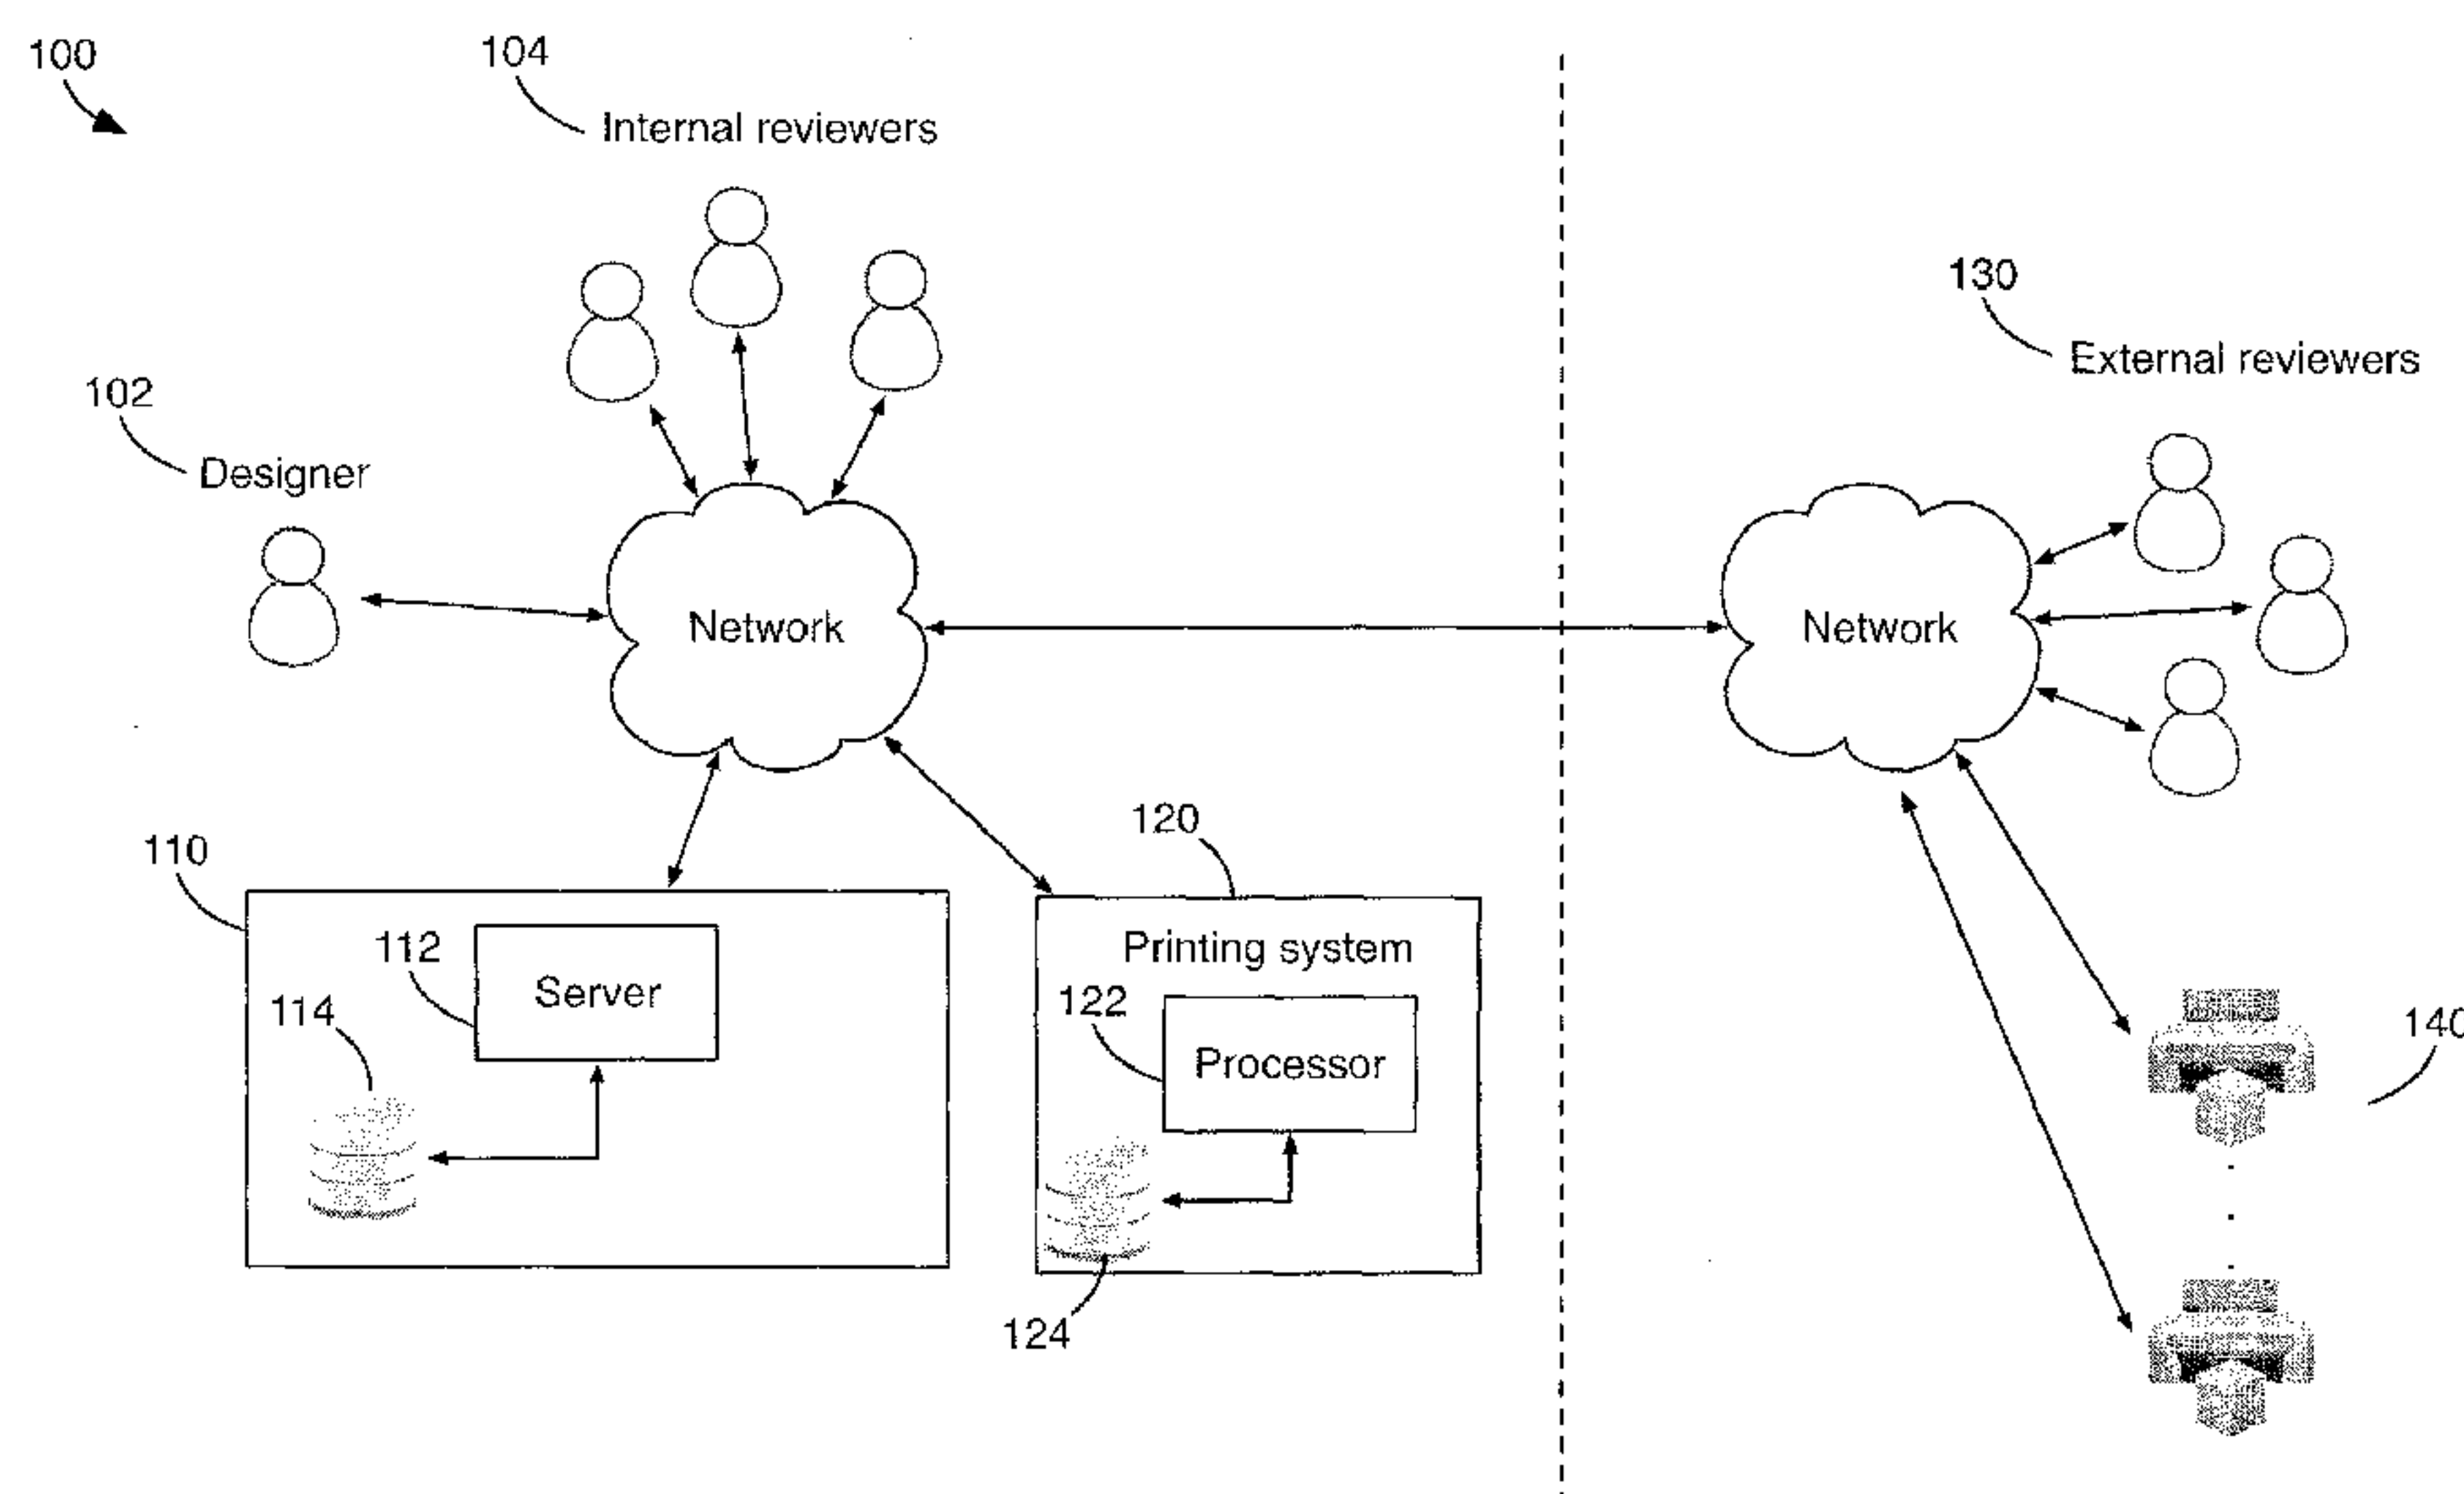 100
104
Internal reviewers
130
External reviewers
102
Designer
Network
Network
120
110
Printing system
112
Server
122
114
Processor
140
124